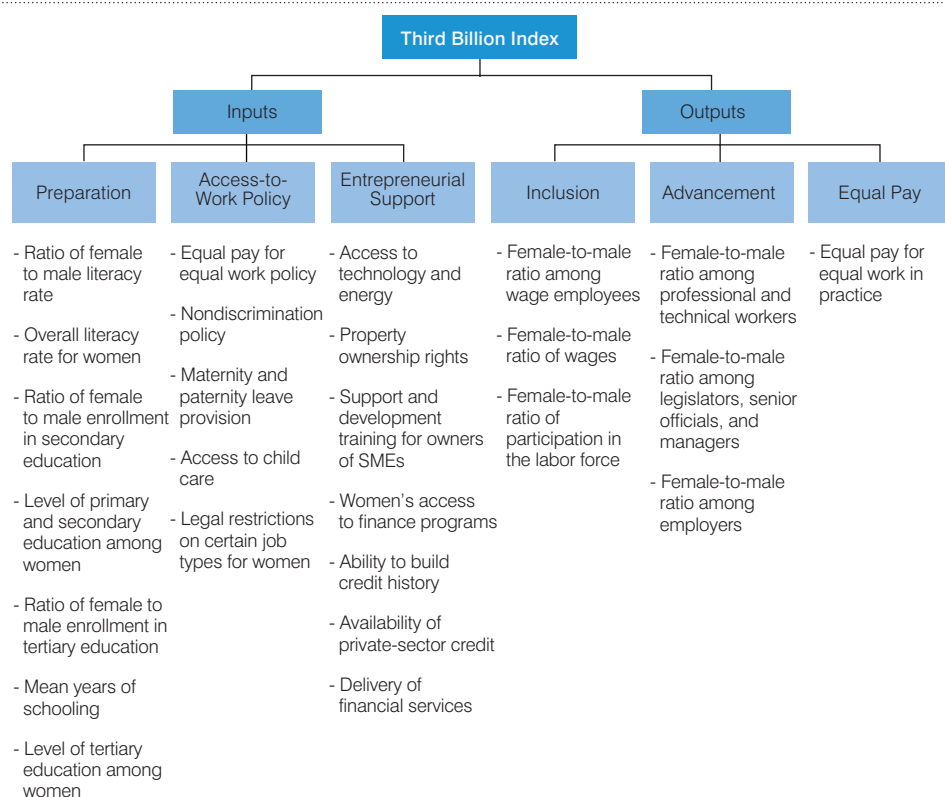 Third Billion Index
Inputs
Outputs
Preparation
Access-to-
Work Policy
Entrepreneurial
Support
Inclusion
Advancement
Equal Pay
- Ratio of female
to male literacy
rate
- Overall literacy
rate for women
- Ratio of female
to male enrollment
in secondary
education
- Level of primary
and secondary
education among
women
- Ratio of female to
male enrollment in
tertiary education
- Mean years of
schooling
- Level of tertiary
education among
women
- Equal pay for
equal work policy
- Nondiscrimination
policy
- Maternity and
paternity leave
provision
- Access to child
care
- Legal restrictions
on certain job
types for women
- Access to
technology and
energy
- Property
ownership rights
- Support and
development
training for owners
of SMEs
- Women's access
to finance programs
- Ability to build
credit history
- Availability of
private-sector credit
- Delivery of
financial services
- Female-to-male
ratio among
wage employees
- Female-to-male
ratio of wages
- Female-to-male
ratio of
participation in
the labor force
- Female-to-male
ratio among
professional and
technical workers
- Female-to-male
ratio among
legislators, senior
officials, and
managers
- Female-to-male
ratio among
employers
- Equal pay for
equal work in
practice